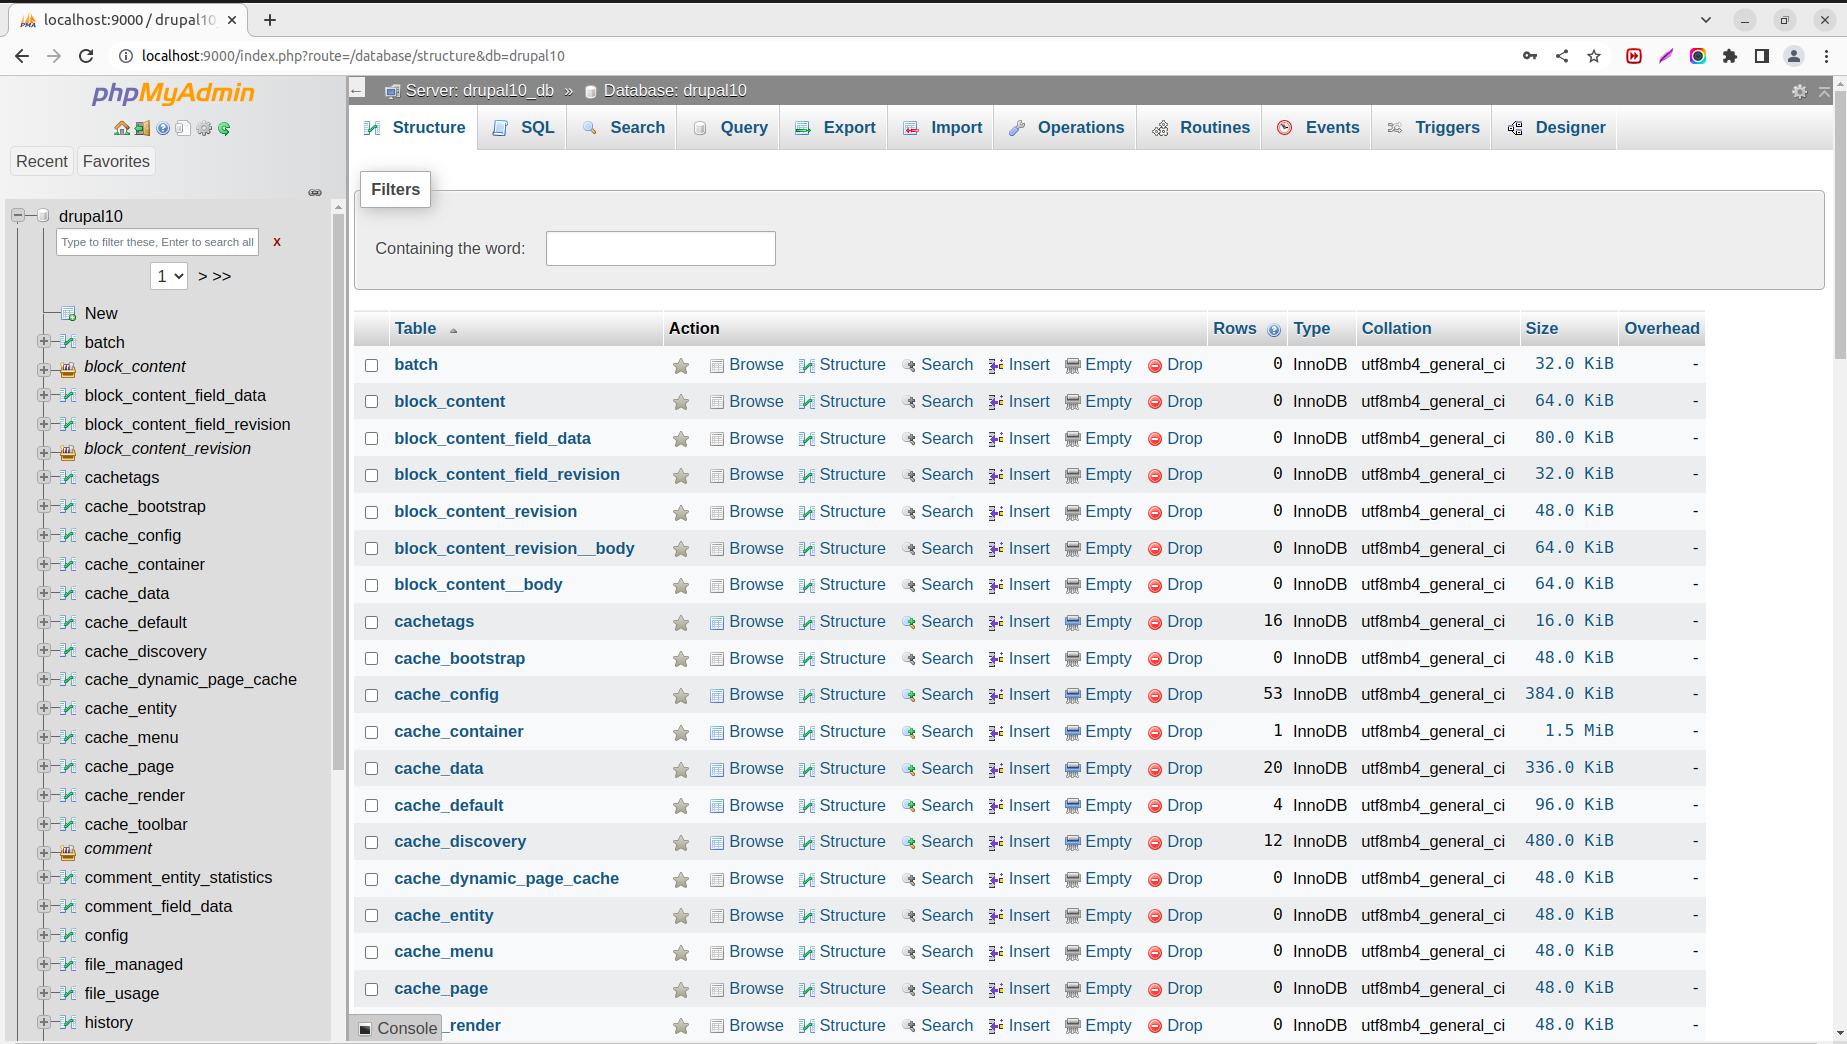 localhost:9000 / drupal10
localhost:9000/index.php?route=/database/structure&db=drupal10
phpMyAdmin
Recent Favorites
drupal10
Type to filter these, Enter to search all X
1 > >>
New
batch
block_content
block_content_field_data
block_content_field_revision
block_content_revision
cachetags
cache_bootstrap
cache_config
cache_container
cache_data
cache_default
cache_discovery
cache_dynamic_page_cache
cache_entity
cache_menu
cache_page
cache_render
cache_toolbar
comment
comment_entity_statistics
comment_field_data
config
file_managed
file_usage
history
Server: drupal10_db » Database: drupal10
Structure SQL Search Query Export Import Operations Routines Events Triggers Designer
Filters
Containing the word:
Table Action Rows Type Collation Size Overhead
batch Browse Structure Search Insert Empty Drop 0 InnoDB utf8mb4_general_ci 32.0 KiB -
block_content Browse Structure Search Insert Empty Drop 0 InnoDB utf8mb4_general_ci 64.0 KiB -
block_content_field_data Browse Structure Search Insert Empty Drop 0 InnoDB utf8mb4_general_ci 80.0 KiB -
block_content_field_revision Browse Structure Search Insert Empty Drop 0 InnoDB utf8mb4_general_ci 32.0 KiB -
block_content_revision Browse Structure Search Insert Empty Drop 0 InnoDB utf8mb4_general_ci 48.0 KiB -
block_content_revision__body Browse Structure Search Insert Empty Drop 0 InnoDB utf8mb4_general_ci 64.0 KiB -
block_content__body Browse Structure Search Insert Empty Drop 0 InnoDB utf8mb4_general_ci 64.0 KiB -
cachetags Browse Structure Search Insert Empty Drop 16 InnoDB utf8mb4_general_ci 16.0 KiB -
cache_bootstrap Browse Structure Search Insert Empty Drop 0 InnoDB utf8mb4_general_ci 48.0 KiB -
cache_config Browse Structure Search Insert Empty Drop 53 InnoDB utf8mb4_general_ci 384.0 KiB -
cache_container Browse Structure Search Insert Empty Drop 1 InnoDB utf8mb4_general_ci 1.5 MiB -
cache_data Browse Structure Search Insert Empty Drop 20 InnoDB utf8mb4_general_ci 336.0 KiB -
cache_default Browse Structure Search Insert Empty Drop 4 InnoDB utf8mb4_general_ci 96.0 KiB -
cache_discovery Browse Structure Search Insert Empty Drop 12 InnoDB utf8mb4_general_ci 480.0 KiB -
cache_dynamic_page_cache Browse Structure Search Insert Empty Drop 0 InnoDB utf8mb4_general_ci 48.0 KiB -
cache_entity Browse Structure Search Insert Empty Drop 0 InnoDB utf8mb4_general_ci 48.0 KiB -
cache_menu Browse Structure Search Insert Empty Drop 0 InnoDB utf8mb4_general_ci 48.0 KiB -
cache_page Browse Structure Search Insert Empty Drop 0 InnoDB utf8mb4_general_ci 48.0 KiB -
Console _render Browse Structure Search Insert Empty Drop 0 InnoDB utf8mb4_general_ci 48.0 KiB -